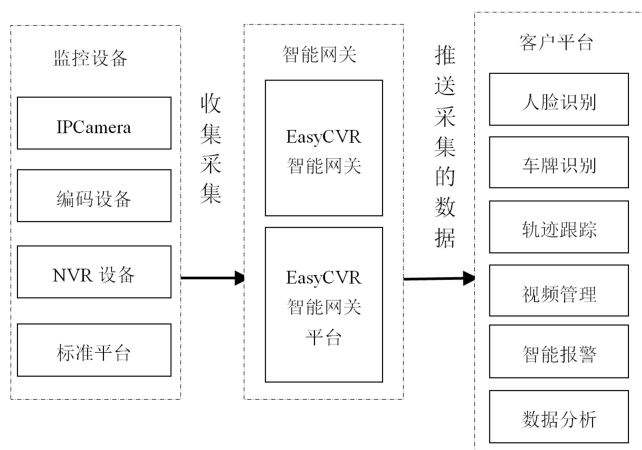 监控设备
IPCamera
编码设备
NVR 设备
标准平台
收集采集
智能网关
EasyCVR
智能网关
EasyCVR
智能网关
平台
推送采集的数据
客户平台
人脸识别
车牌识别
轨迹跟踪
视频管理
智能报警
数据分析